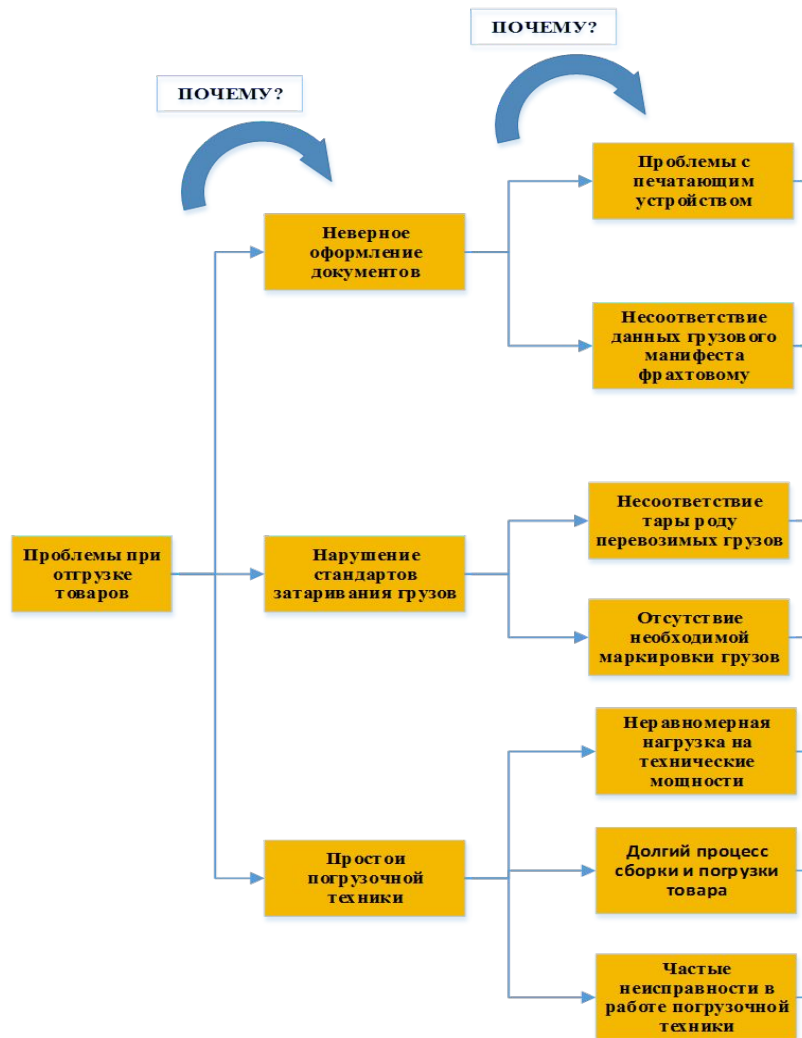 ПОЧЕМУ?
ПОЧЕМУ?
Проблемы с
печатающим
устройством
Неверное
оформление
документов
Несоответствие
данных грузового
манифеста
фрахтовому
Несоответствие
тары роду
перевозимых грузов
Проблемы при
отгрузке
товаров
Нарушение
стандартов
затаривания грузов
Отсутствие
необходимой
маркировки грузов
Неравномерная
нагрузка на
технические
мощности
Простои
погрузочной
техники
Долгий процесс
сборки и погрузки
товара
Частые
неисправности в
работе погрузочной
техники